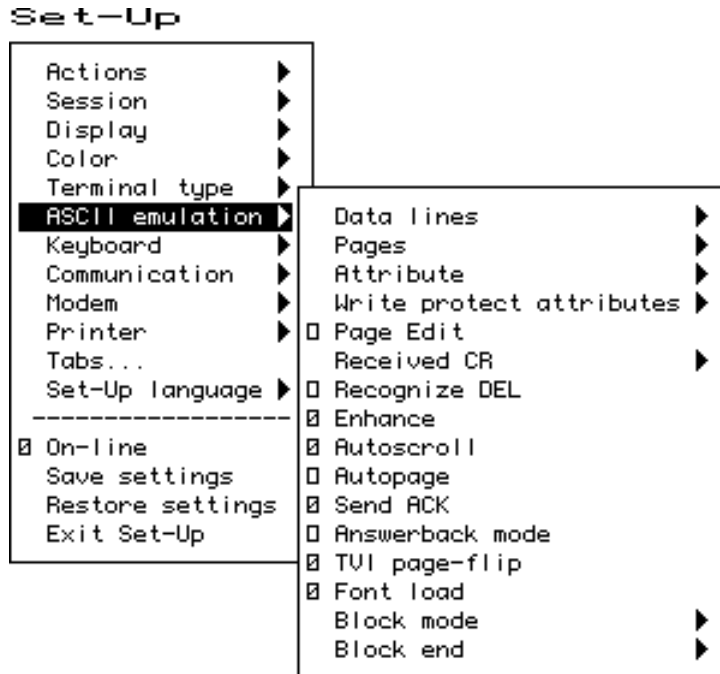 Set-Up
Actions
Session
Display
Color
Terminal type
ASCII emulation
Keyboard
Communication
Modem
Printer
Tabs...
Set-Up language
------------------
On-line
Save settings
Restore settings
Exit Set-Up
Data lines
Pages
Attribute
Write protect attributes
Page Edit
Received CR
Recognize DEL
Enhance
Autoscroll
Autopage
Send ACK
Answerback mode
TVI page-flip
Font load
Block mode
Block end